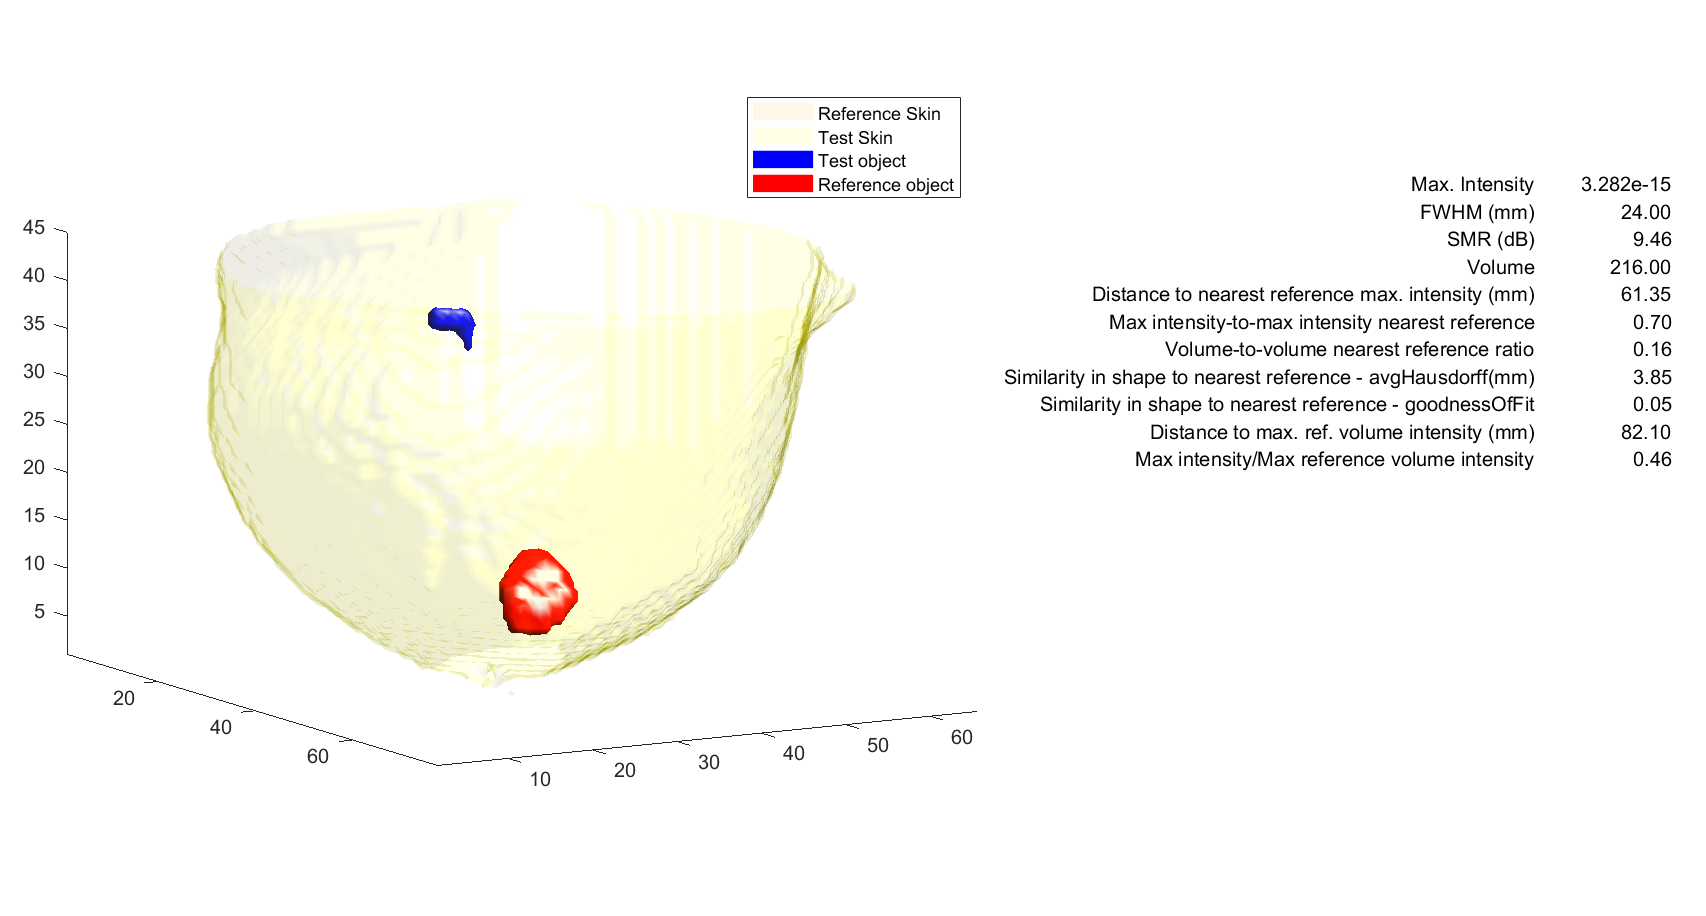 Reference Skin
Test Skin
Test object
Reference object
Max. Intensity 3.282e-15
FWHM (mm) 24.00
SMR (dB) 9.46
Volume 216.00
Distance to nearest reference max. intensity (mm) 61.35
Max intensity-to-max intensity nearest reference 0.70
Volume-to-volume nearest reference ratio 0.16
Similarity in shape to nearest reference - avgHausdorff(mm) 3.85
Similarity in shape to nearest reference - goodnessOfFit 0.05
Distance to max. ref. volume intensity (mm) 82.10
Max intensity/Max reference volume intensity 0.46
45
40
35
30
25
20
15
10
5
20
40
60
10
20
30
40
50
60